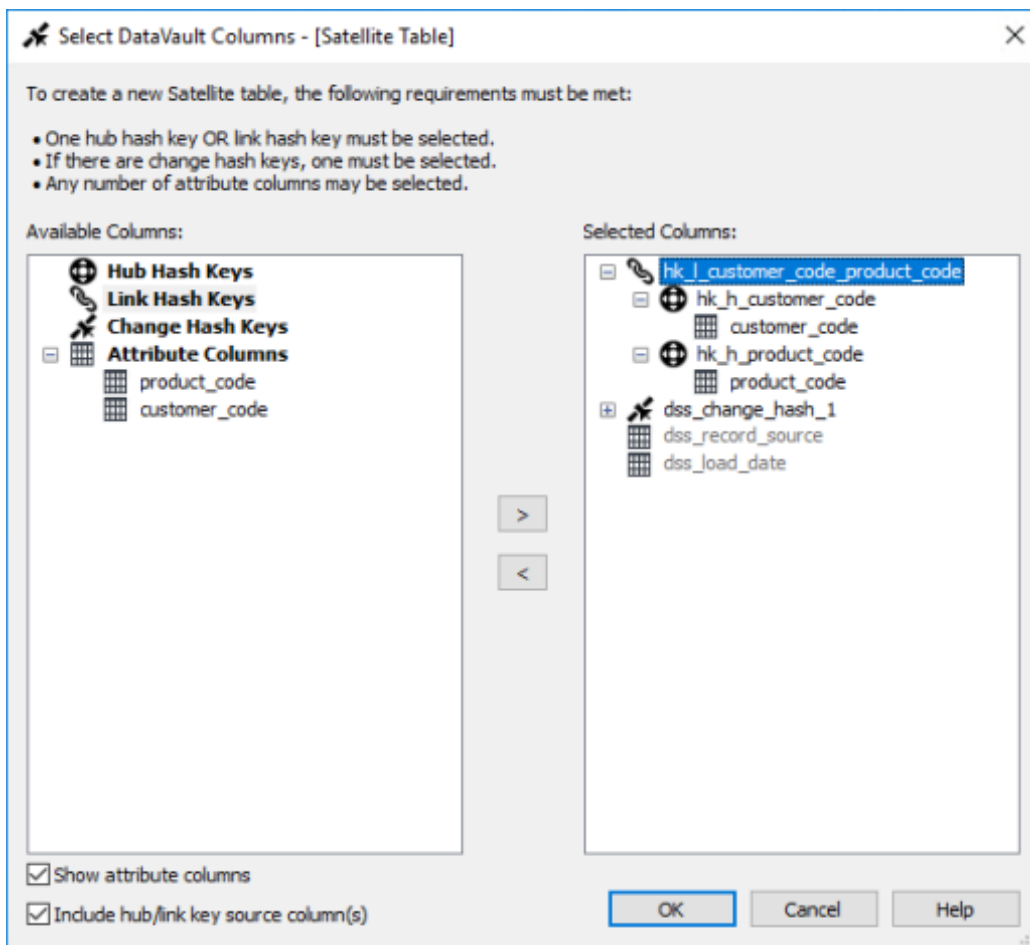 Select DataVault Columns - [Satellite Table]
To create a new Satellite table, the following requirements must be met:
• One hub hash key OR link hash key must be selected.
• If there are change hash keys, one must be selected.
• Any number of attribute columns may be selected.
Available Columns:
Hub Hash Keys
Link Hash Keys
Change Hash Keys
Attribute Columns
product_code
customer_code
Selected Columns:
hk_l_customer_code_product_code
hk_h_customer_code
customer_code
hk_h_product_code
product_code
dss_change_hash_1
dss_record_source
dss_load_date
>
<
Show attribute columns
Include hub/link key source column(s)
OK Cancel Help